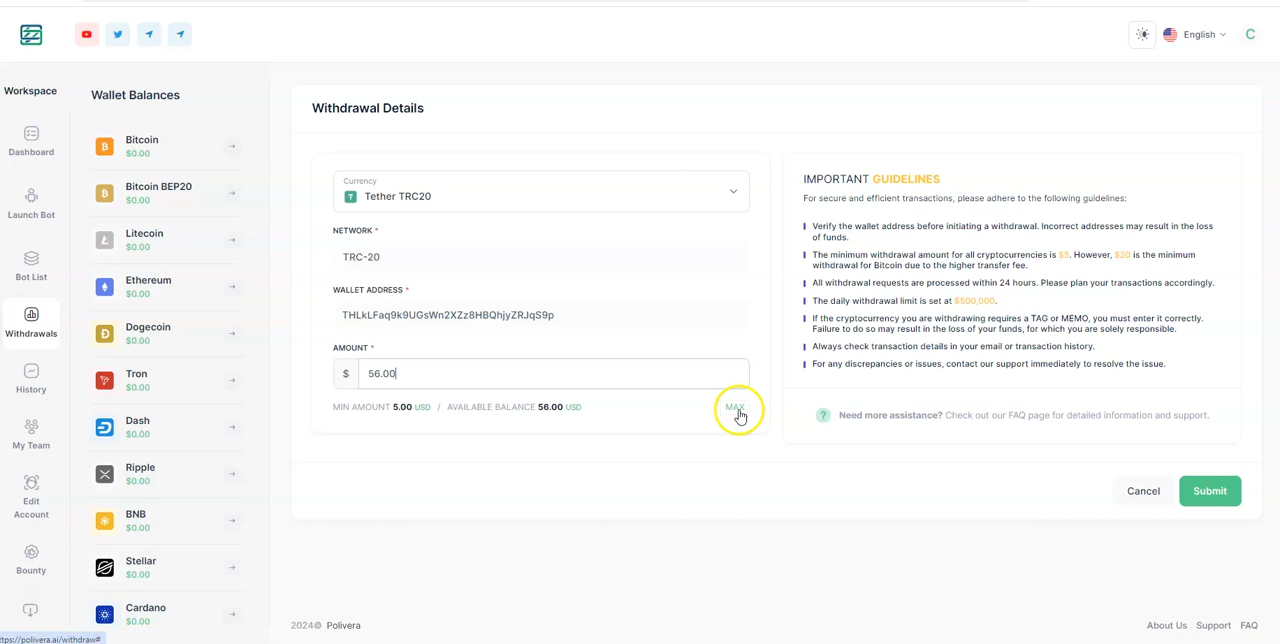 English
C
Workspace
Dashboard
Launch Bot
Bot List
Withdrawals
History
My Team
Edit
Account
Bounty
Wallet Balances
Bitcoin
$0.00
Bitcoin BEP20
$0.00
Litecoin
$0.00
Ethereum
$0.00
Dogecoin
$0.00
Tron
$0.00
Dash
$0.00
Ripple
$0.00
BNB
$0.00
Stellar
$0.00
Cardano
$0.00
Withdrawal Details
Currency
Tether TRC20
NETWORK *
TRC-20
WALLET ADDRESS *
THLkLFaq9k9UGsWn2XZz8HBQhjyZRJqS9p
AMOUNT *
$ 56.00
MIN AMOUNT 5.00 USD / AVAILABLE BALANCE 56.00 USD
MAX
IMPORTANT GUIDELINES
For secure and efficient transactions, please adhere to the following guidelines:
Verify the wallet address before initiating a withdrawal. Incorrect addresses may result in the loss
of funds.
The minimum withdrawal amount for all cryptocurrencies is $5. However, $20 is the minimum
withdrawal for Bitcoin due to the higher transfer fee.
All withdrawal requests are processed within 24 hours. Please plan your transactions accordingly.
The daily withdrawal limit is set at $500,000.
If the cryptocurrency you are withdrawing requires a TAG or MEMO, you must enter it correctly.
Failure to do so may result in the loss of your funds, for which you are solely responsible.
Always check transaction details in your email or transaction history.
For any discrepancies or issues, contact our support immediately to resolve the issue.
? Need more assistance? Check out our FAQ page for detailed information and support.
Cancel
Submit
2024© Polivera
About Us Support FAQ
ttps://polivera.ai/withdraw#